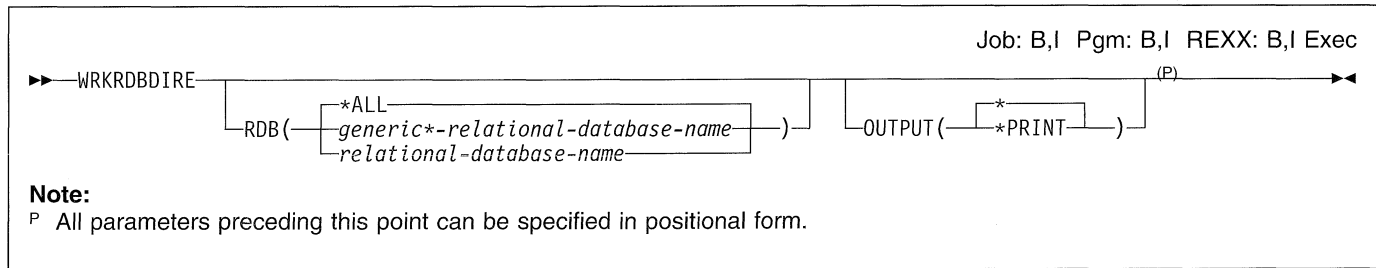 Job: B,I Pgm: B,I REXX: B,I Exec
WRKRDBDIRE (P)
*ALL *
RDB( generic*-relational-database-name ) OUTPUT( *PRINT )
relational-database-name
Note:
P All parameters preceding this point can be specified in positional form.